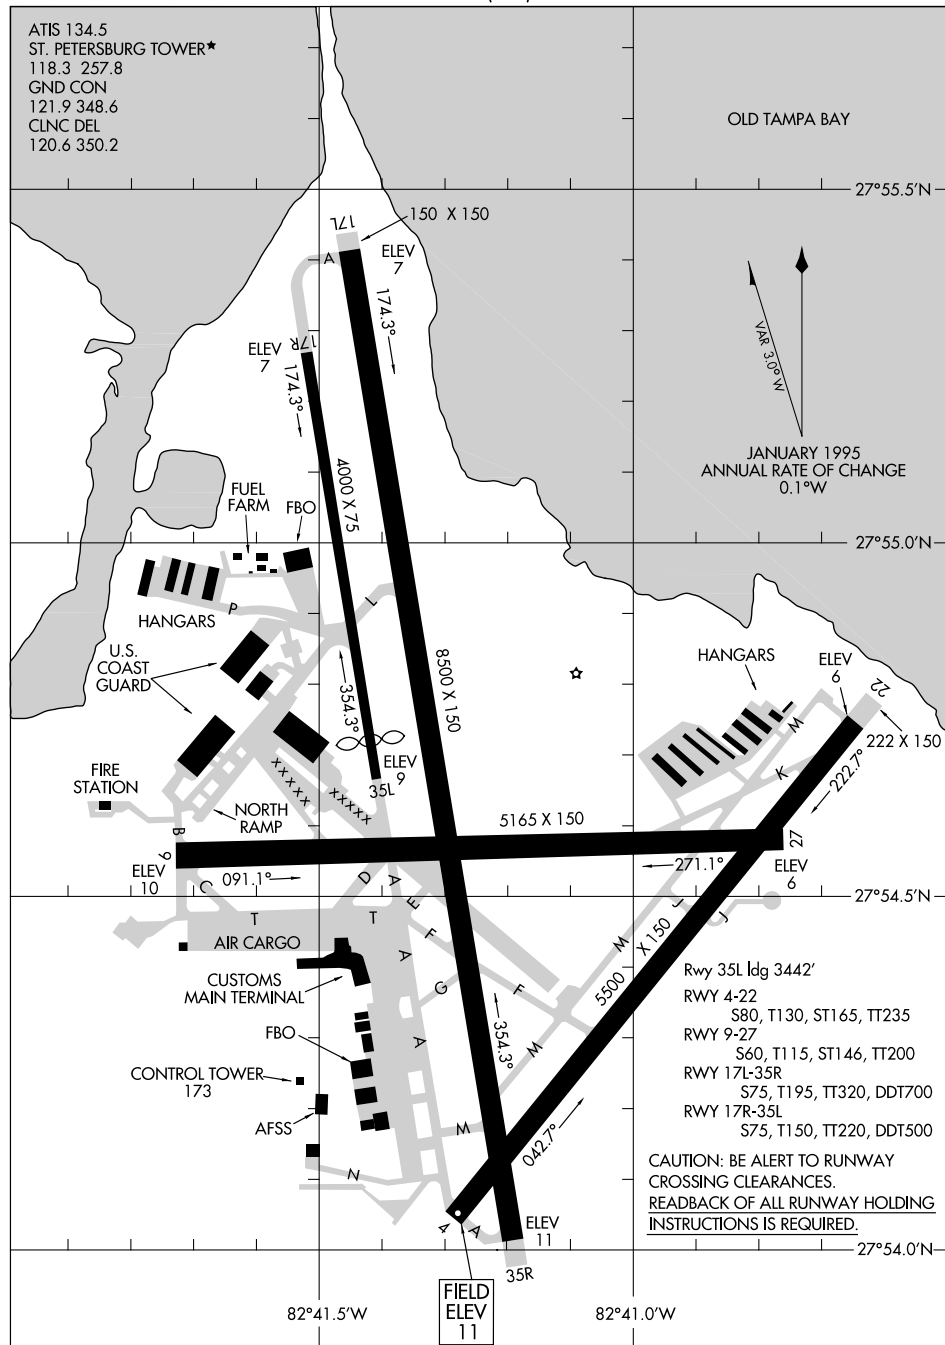 ATIS 134.5
ST. PETERSBURG TOWER★
118.3 257.8
GND CON
121.9 348.6
CLNC DEL
120.6 350.2
OLD TAMPA BAY
27°55.5'N
150 X 150
17L
A
ELEV
7
174.3°
VAR 3.0° W
JANUARY 1995
ANNUAL RATE OF CHANGE
0.1°W
17R
ELEV
7
174.3°
4000 X 75
FUEL
FARM
FBO
27°55.0'N
P
L
HANGARS
U.S.
COAST
GUARD
8500 X 150
354.3°
HANGARS
ELEV
6
22
222 X 150
M
K
222.7°
FIRE
STATION
NORTH
RAMP
XXXXX
XXXXX
ELEV
9
35L
5165 X 150
B
9
ELEV
10
C
091.1°
D
A
E
271.1°
27
ELEV
6
27°54.5'N
T
T
F
J
J
M
AIR CARGO
A
5500 X 150
CUSTOMS
MAIN TERMINAL
G
F
354.3°
Rwy 35L ldg 3442'
RWY 4-22
S80, T130, ST165, TT235
RWY 9-27
S60, T115, ST146, TT200
RWY 17L-35R
S75, T195, TT320, DDT700
RWY 17R-35L
S75, T150, TT220, DDT500
FBO
A
M
CONTROL TOWER
173
AFSS
M
042.7°
N
CAUTION: BE ALERT TO RUNWAY
CROSSING CLEARANCES.
READBACK OF ALL RUNWAY HOLDING
INSTRUCTIONS IS REQUIRED.
4
A
ELEV
11
27°54.0'N
35R
FIELD
ELEV
11
82°41.5'W
82°41.0'W